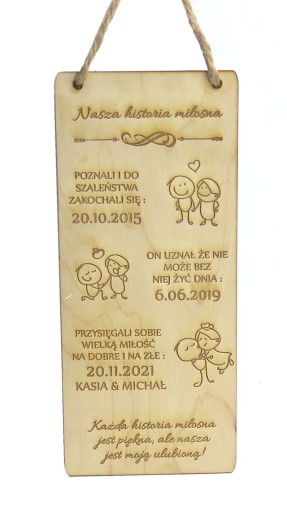 Nasza historia miłosna
POZNALI I DO
SZALEŃSTWA
ZAKOCHALI SIĘ :
20.10.2015
ON UZNAŁ ŻE NIE
MOŻE BEZ
NIEJ ŻYĆ DNIA :
6.06.2019
PRZYSIĘGALI SOBIE
WIELKĄ MIŁOŚĆ
NA DOBRE I NA ZŁE :
20.11.2021
KASIA & MICHAŁ
Każda historia miłosna
jest piękna, ale nasza
jest moją ulubioną!